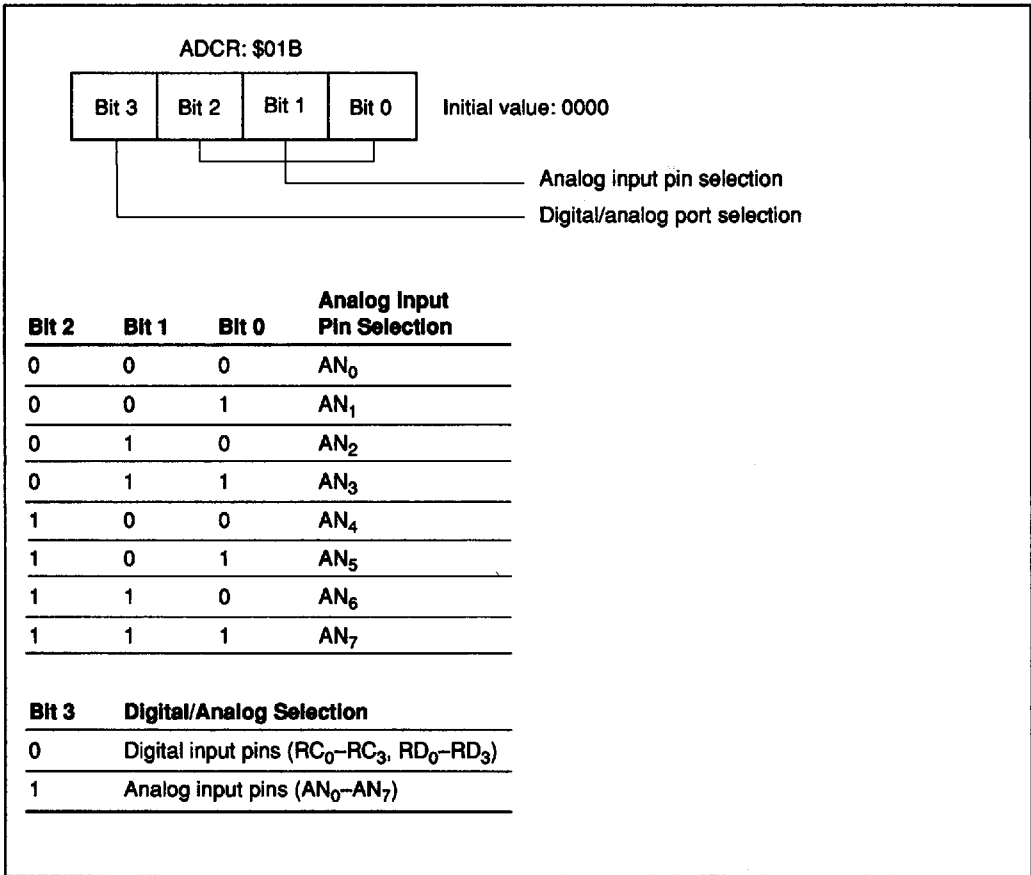 ADCR: $01B
Bit 3 Bit 2 Bit 1 Bit 0 Initial value: 0000
Analog input pin selection
Digital/analog port selection
Analog Input
Bit 2 Bit 1 Bit 0 Pin Selection
0 0 0 AN₀
0 0 1 AN₁
0 1 0 AN₂
0 1 1 AN₃
1 0 0 AN₄
1 0 1 AN₅
1 1 0 AN₆
1 1 1 AN₇
Bit 3 Digital/Analog Selection
0 Digital input pins (RC₀–RC₃, RD₀–RD₃)
1 Analog input pins (AN₀–AN₇)